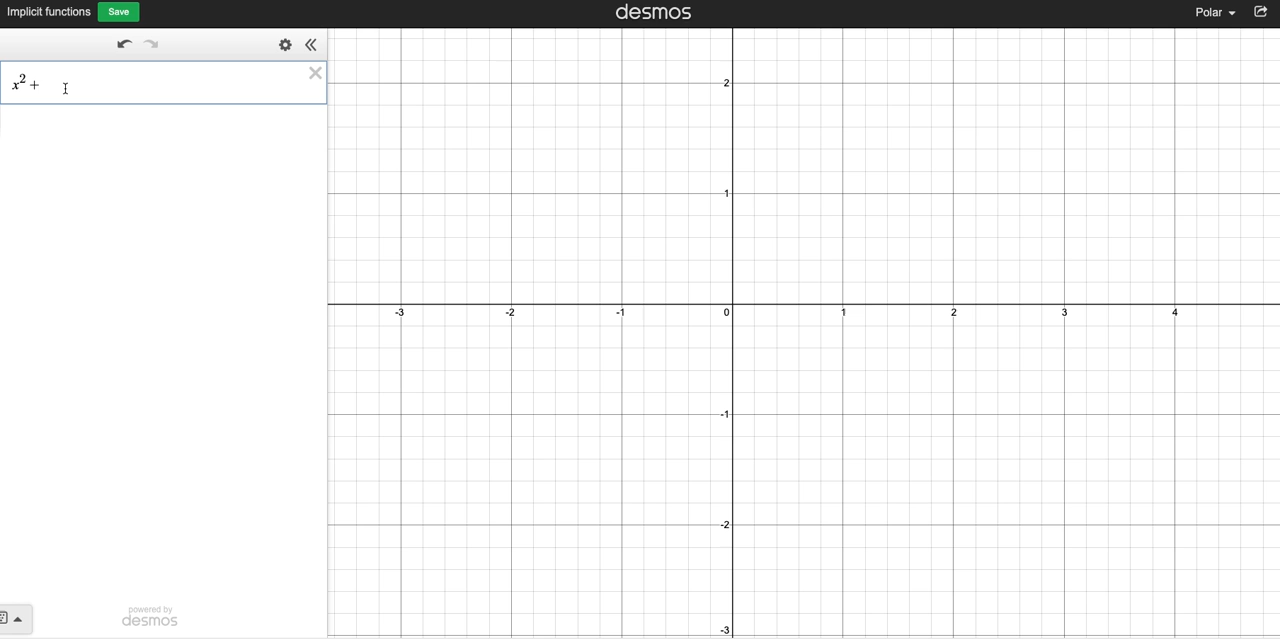 Implicit functions Save desmos Polar
x² +
2
1
-3 -2 -1 0 1 2 3 4
-1
-2
-3
powered by
desmos